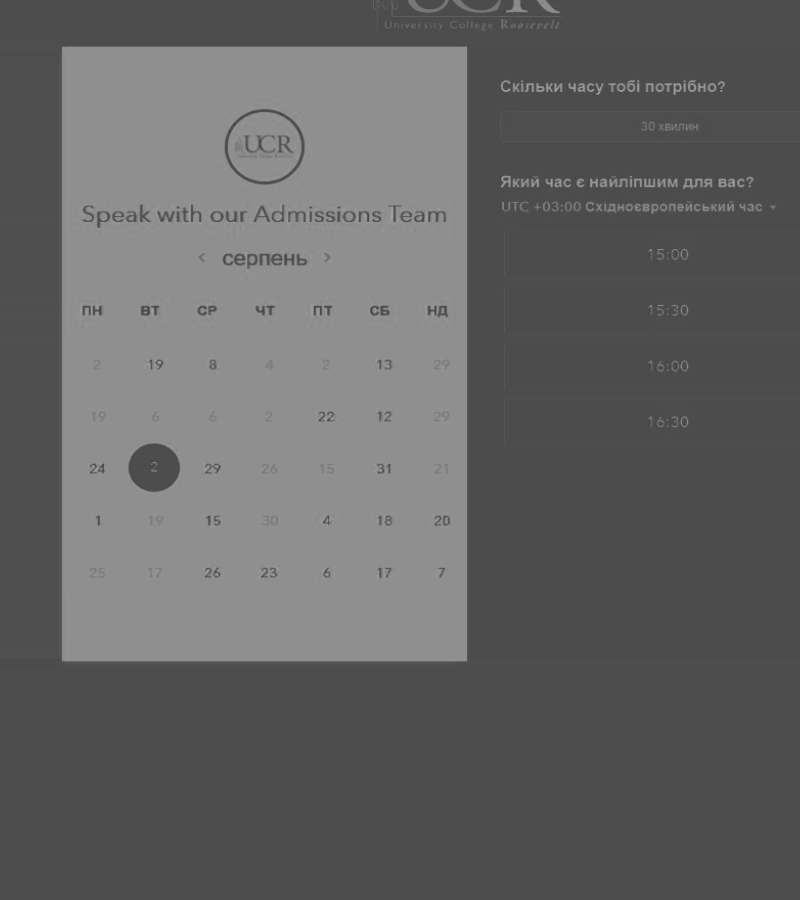 UCR
University College Roosevelt
UCR
Speak with our Admissions Team
серпень
ПН ВТ СР ЧТ ПТ СБ НД
2 19 8 4 2 13 29
19 6 6 2 22 12 29
24 2 29 26 15 31 21
1 19 15 30 4 18 20
25 17 26 23 6 17 7
Скільки часу тобі потрібно?
30 хвилин
Який час є найліпшим для вас?
UTC +03:00 Східноєвропейський час
15:00
15:30
16:00
16:30